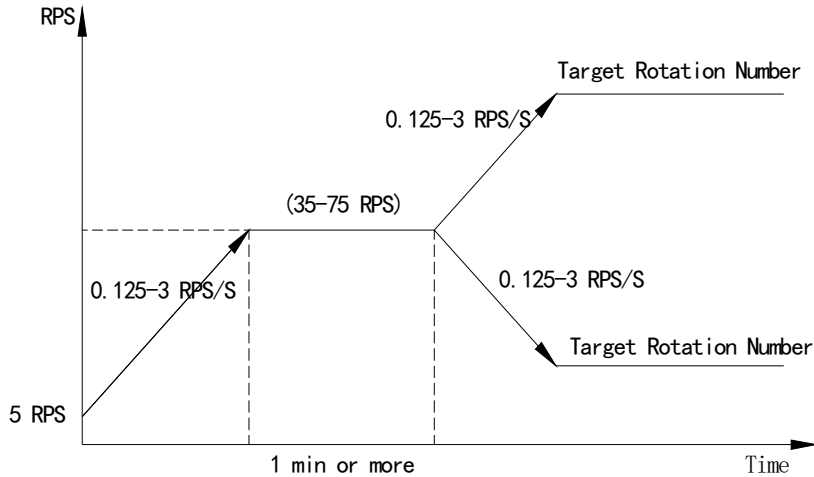 RPS
Target Rotation Number
0.125-3 RPS/S
(35-75 RPS)
0.125-3 RPS/S
0.125-3 RPS/S
Target Rotation Number
5 RPS
1 min or more
Time